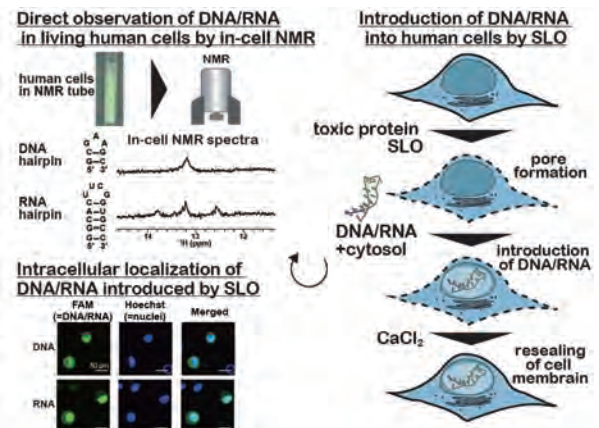 Direct observation of DNA/RNA
in living human cells by in-cell NMR
human cells
in NMR tube
NMR
In-cell NMR spectra
DNA
hairpin
A
G A
C G
G C
5' 3'
RNA
hairpin
U C
U G
C G
A U
C G
G C
5' 3'
14 13 12
¹H (ppm)
Intracellular localization of
DNA/RNA introduced by SLO
FAM
(=DNA/RNA)
Hoechst
(=nuclei)
Merged
DNA
50 μm
RNA
Introduction of DNA/RNA
into human cells by SLO
toxic protein
SLO
pore
formation
DNA/RNA
+cytosol
introduction
of DNA/RNA
CaCl₂
resealing
of cell
membrain